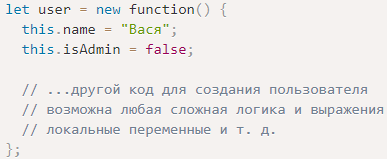 let user = new function() {
  this.name = "Вася";
  this.isAdmin = false;

  // ...другой код для создания пользователя
  // возможна любая сложная логика и выражения
  // локальные переменные и т. д.
};